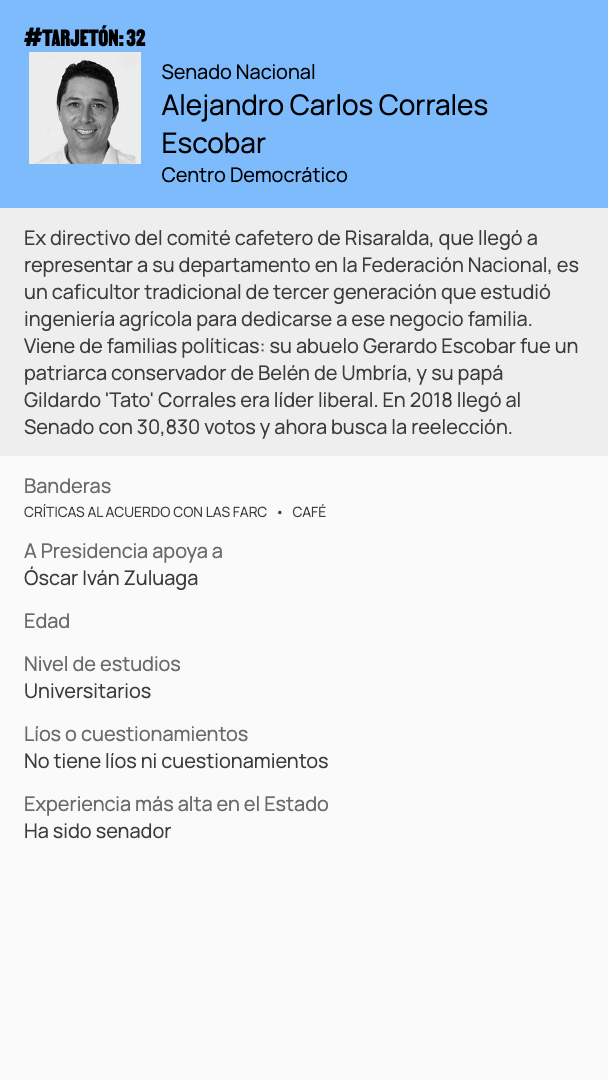 #TARJETÓN: 32
Senado Nacional
Alejandro Carlos Corrales
Escobar
Centro Democrático
Ex directivo del comité cafetero de Risaralda, que llegó a
representar a su departamento en la Federación Nacional, es
un caficultor tradicional de tercer generación que estudió
ingeniería agrícola para dedicarse a ese negocio familia.
Viene de familias políticas: su abuelo Gerardo Escobar fue un
patriarca conservador de Belén de Umbría, y su papá
Gildardo 'Tato' Corrales era líder liberal. En 2018 llegó al
Senado con 30,830 votos y ahora busca la reelección.
Banderas
CRÍTICAS AL ACUERDO CON LAS FARC • CAFÉ
A Presidencia apoya a
Óscar Iván Zuluaga
Edad
Nivel de estudios
Universitarios
Líos o cuestionamientos
No tiene líos ni cuestionamientos
Experiencia más alta en el Estado
Ha sido senador